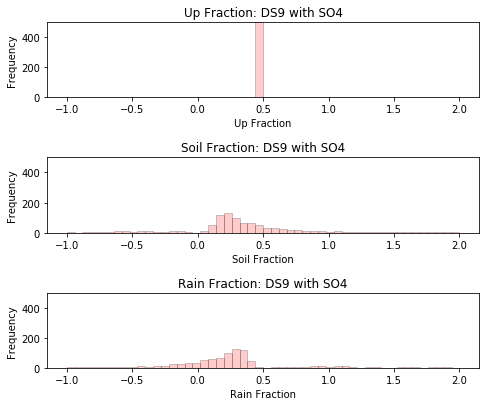 Up Fraction: DS9 with SO4
400
200
0
Frequency
−1.0 −0.5 0.0 0.5 1.0 1.5 2.0
Up Fraction
Soil Fraction: DS9 with SO4
400
200
0
Frequency
−1.0 −0.5 0.0 0.5 1.0 1.5 2.0
Soil Fraction
Rain Fraction: DS9 with SO4
400
200
0
Frequency
−1.0 −0.5 0.0 0.5 1.0 1.5 2.0
Rain Fraction